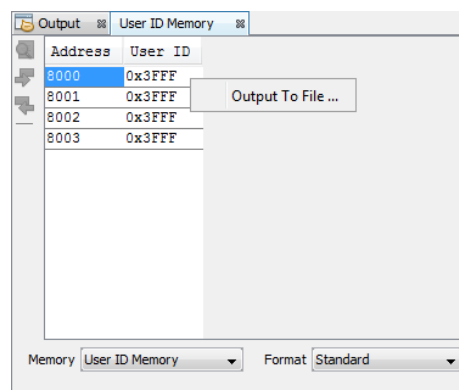 Output User ID Memory
Address User ID
8000 0x3FFF
8001 0x3FFF
Output To File ...
8002 0x3FFF
8003 0x3FFF
Memory User ID Memory Format Standard